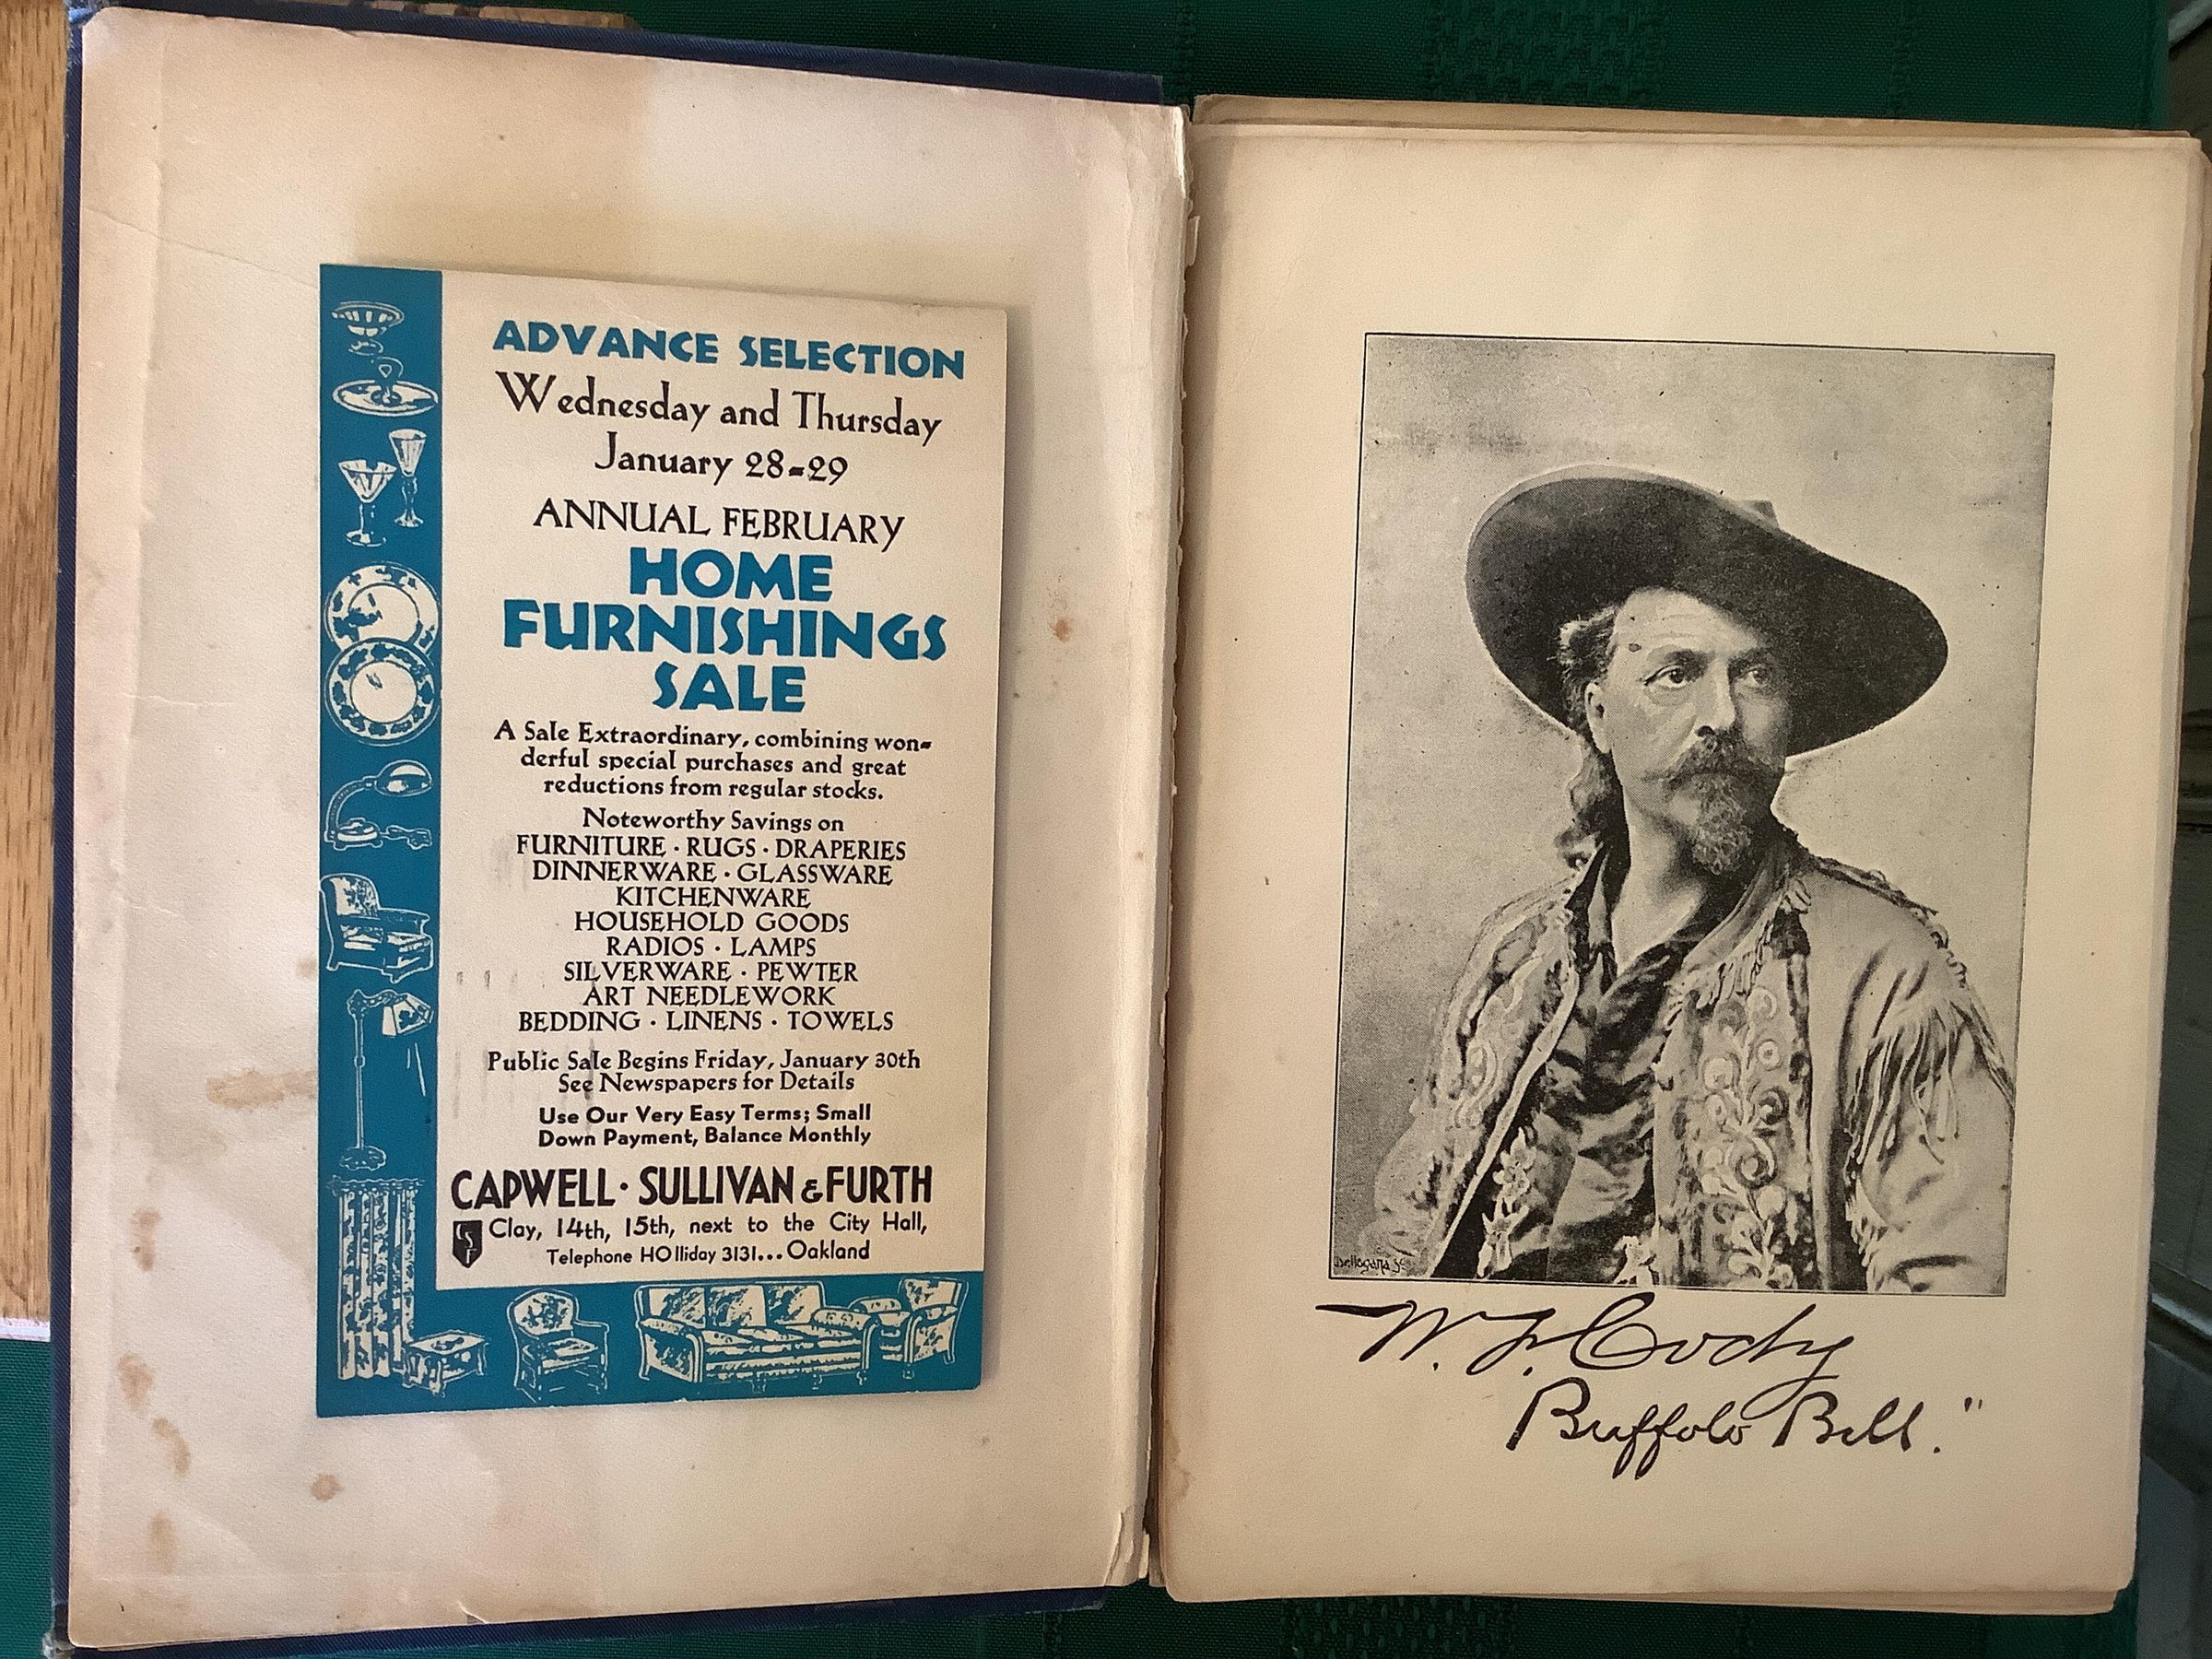 ADVANCE SELECTION
Wednesday and Thursday
January 28-29
ANNUAL FEBRUARY
HOME
FURNISHINGS
SALE
A Sale Extraordinary, combining won-
derful special purchases and great
reductions from regular stocks.
Noteworthy Savings on
FURNITURE · RUGS · DRAPERIES
DINNERWARE · GLASSWARE
KITCHENWARE
HOUSEHOLD GOODS
RADIOS · LAMPS
SILVERWARE · PEWTER
ART NEEDLEWORK
BEDDING · LINENS · TOWELS
Public Sale Begins Friday, January 30th
See Newspapers for Details
Use Our Very Easy Terms; Small
Down Payment, Balance Monthly
CAPWELL · SULLIVAN & FURTH
CSF Clay, 14th, 15th, next to the City Hall,
Telephone HOlliday 3131... Oakland
W. F. Cody
Buffalo Bill."